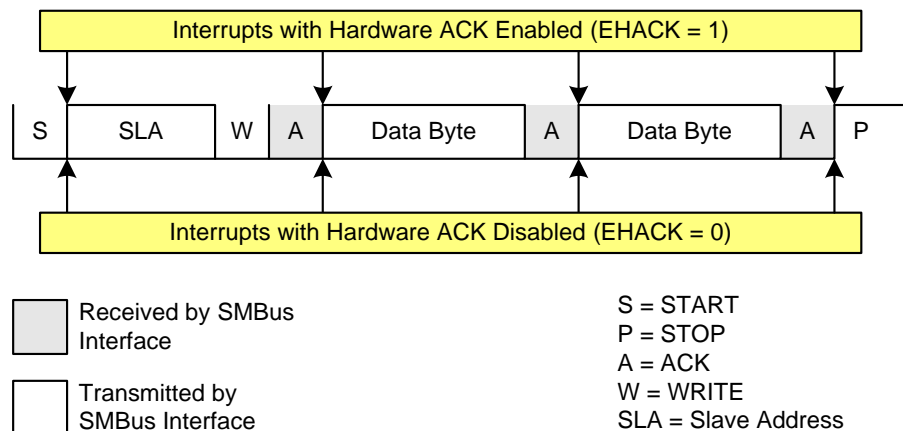 Interrupts with Hardware ACK Enabled (EHACK = 1)
S SLA W A Data Byte A Data Byte A P
Interrupts with Hardware ACK Disabled (EHACK = 0)
Received by SMBus
Interface
Transmitted by
SMBus Interface
S = START
P = STOP
A = ACK
W = WRITE
SLA = Slave Address